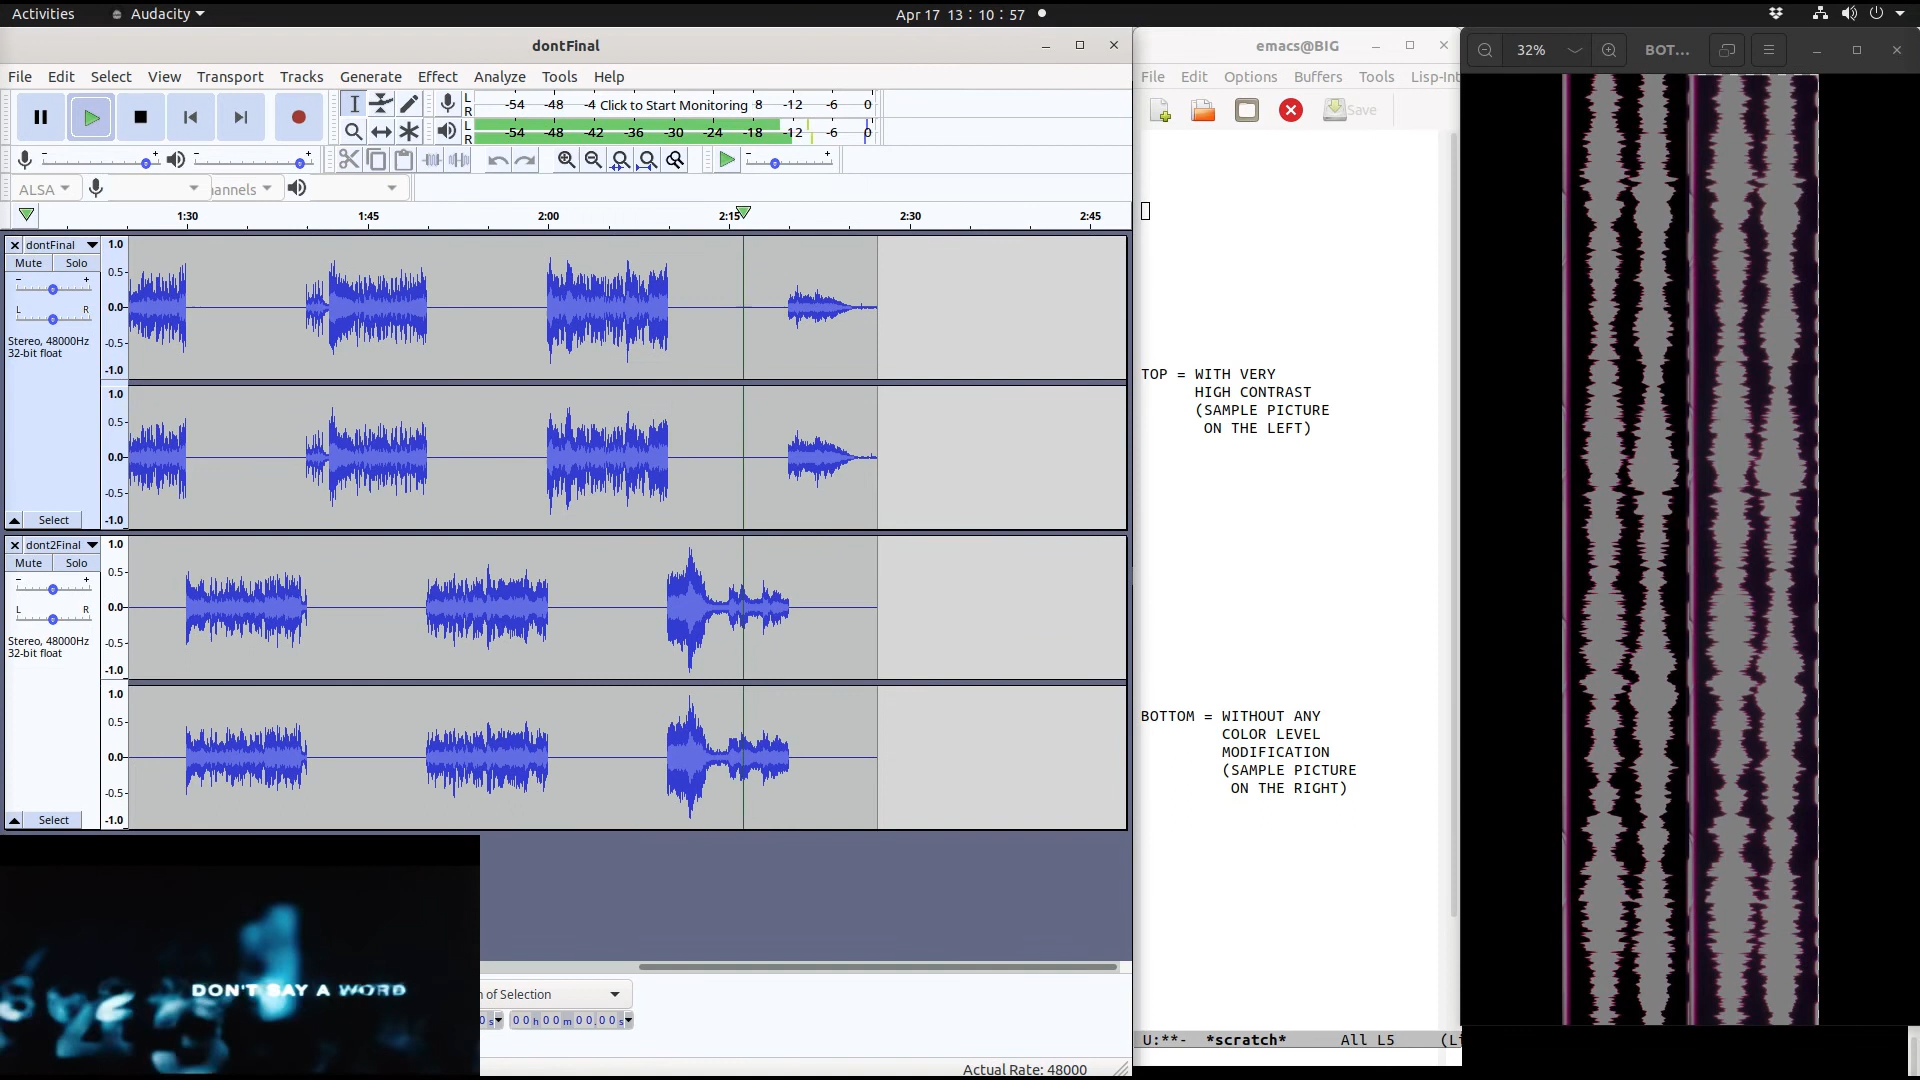 Activities
Audacity
Apr 17 13:10:57
dontFinal
File Edit Select View Transport Tracks Generate Effect Analyze Tools Help
L
R
-54 -48 -4 Click to Start Monitoring 8 -12 -6 0
L
R
-54 -48 -42 -36 -30 -24 -18 -12 -6 0
ALSA
1:30 1:45 2:00 2:15 2:30 2:45
dontFinal
Mute Solo
L R
Stereo, 48000Hz
32-bit float
Select
1.0
0.5
0.0
-0.5
-1.0
1.0
0.5
0.0
-0.5
-1.0
dont2Final
Mute Solo
L R
Stereo, 48000Hz
32-bit float
Select
1.0
0.5
0.0
-0.5
-1.0
1.0
0.5
0.0
-0.5
-1.0
DON'T SAY A WORD
of Selection
0 s
00h00m00.00s
Actual Rate: 48000
emacs@BIG
File Edit Options Buffers Tools Lisp-Int
Save
TOP = WITH VERY
HIGH CONTRAST
(SAMPLE PICTURE
ON THE LEFT)
BOTTOM = WITHOUT ANY
COLOR LEVEL
MODIFICATION
(SAMPLE PICTURE
ON THE RIGHT)
U:**- *scratch* All L5 (Li
32%
BOT...